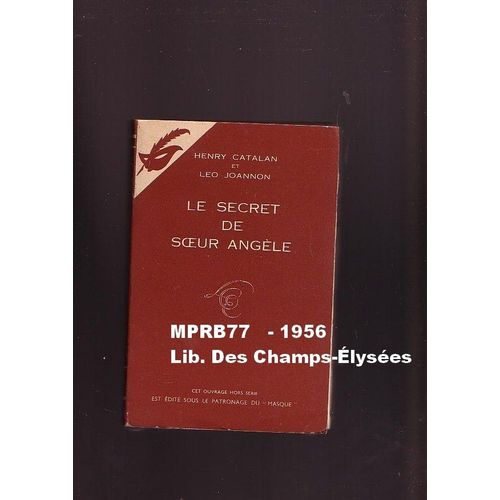 HENRY CATALAN
ET
LEO JOANNON
LE SECRET
DE
SŒUR ANGÈLE
MPRB77 - 1956
Lib. Des Champs-Élysées
CET OUVRAGE HORS SERIE
EST ÉDITÉ SOUS LE PATRONAGE DU "MASQUE"